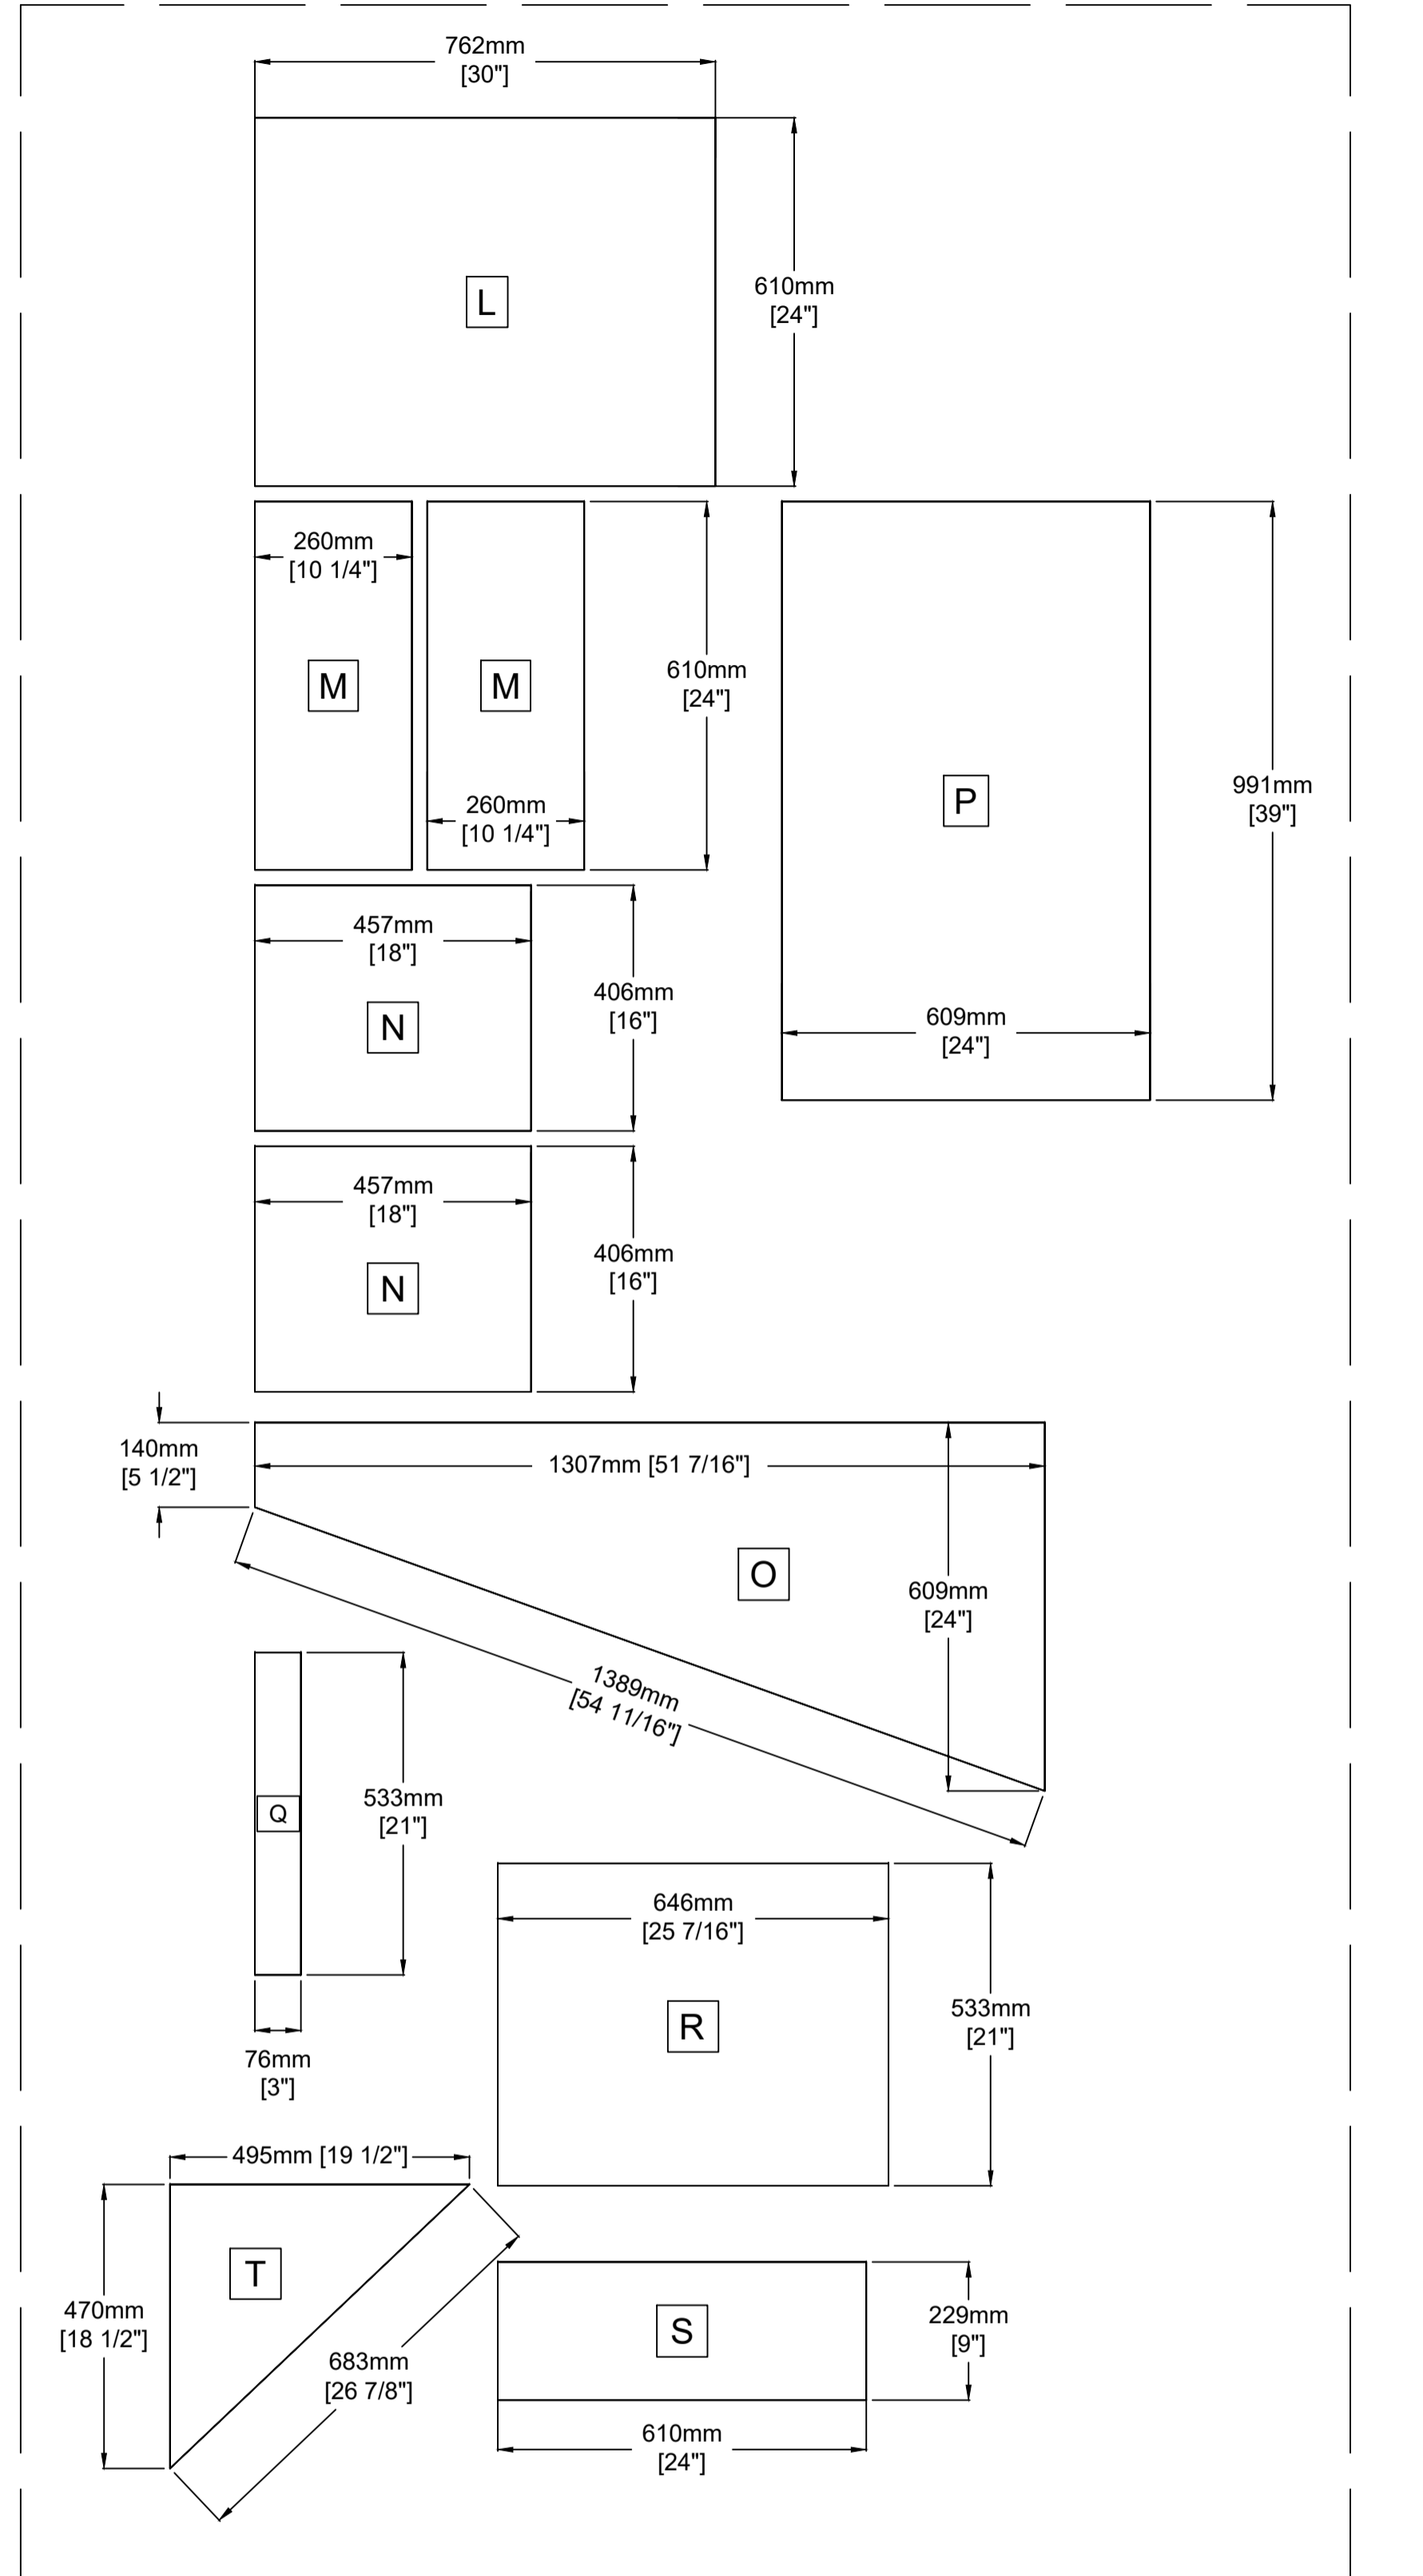 762mm
[30"]
L
610mm
[24"]
260mm
[10 1/4"]
M
M
260mm
[10 1/4"]
610mm
[24"]
P
991mm
[39"]
609mm
[24"]
457mm
[18"]
N
406mm
[16"]
457mm
[18"]
N
406mm
[16"]
140mm
[5 1/2"]
1307mm [51 7/16"]
O
609mm
[24"]
1389mm
[54 11/16"]
Q
533mm
[21"]
76mm
[3"]
646mm
[25 7/16"]
R
533mm
[21"]
495mm [19 1/2"]
T
470mm
[18 1/2"]
683mm
[26 7/8"]
S
229mm
[9"]
610mm
[24"]